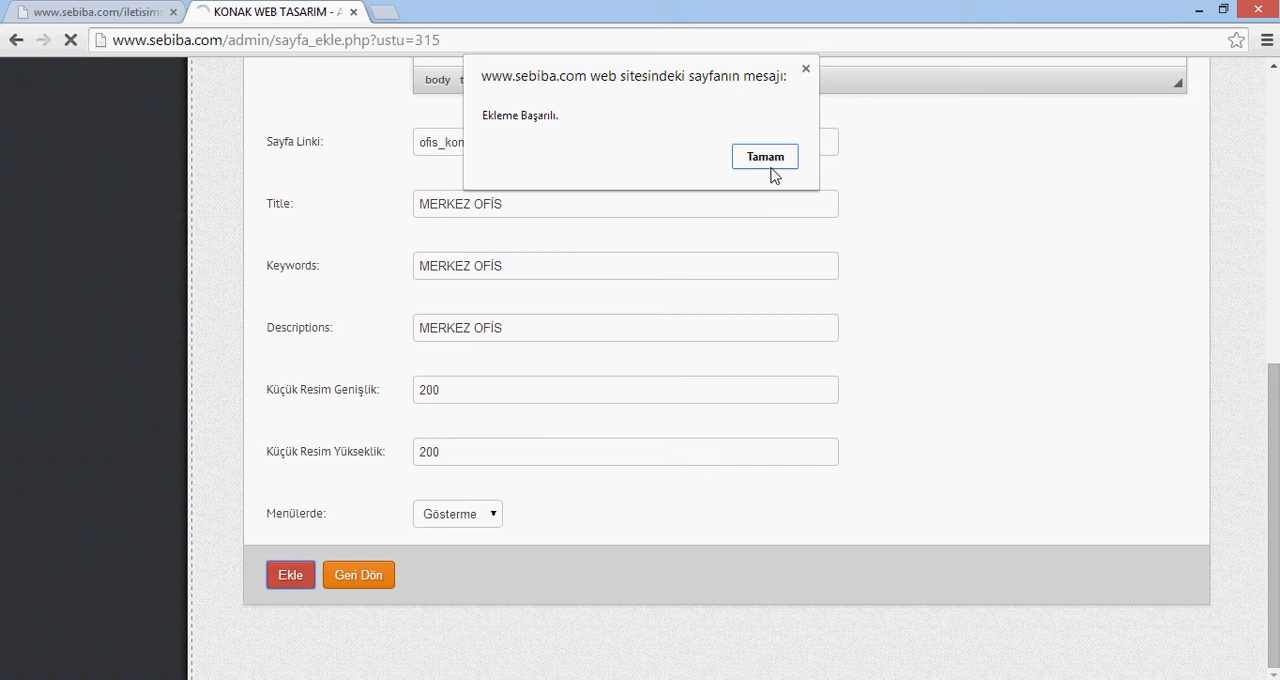 www.sebiba.com/iletisim
KONAK WEB TASARIM - A
www.sebiba.com/admin/sayfa_ekle.php?ustu=315
www.sebiba.com web sitesindeki sayfanın mesajı:
Ekleme Başarılı.
Tamam
body
Sayfa Linki:
ofis_kon
Title:
MERKEZ OFİS
Keywords:
MERKEZ OFİS
Descriptions:
MERKEZ OFİS
Küçük Resim Genişlik:
200
Küçük Resim Yükseklik:
200
Menülerde:
Gösterme
Ekle
Geri Dön